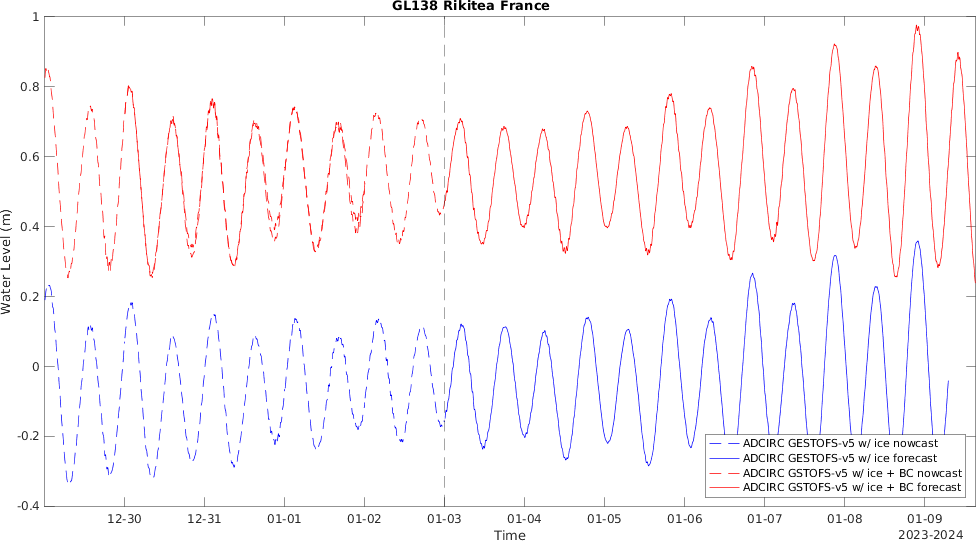 GL138 Rikitea France
1
0.8
0.6
0.4
0.2
0
-0.2
-0.4
Water Level (m)
ADCIRC GESTOFS-v5 w/ ice nowcast
ADCIRC GESTOFS-v5 w/ ice forecast
ADCIRC GSTOFS-v5 w/ ice + BC nowcast
ADCIRC GSTOFS-v5 w/ ice + BC forecast
12-30 12-31 01-01 01-02 01-03 01-04 01-05 01-06 01-07 01-08 01-09
Time
2023-2024